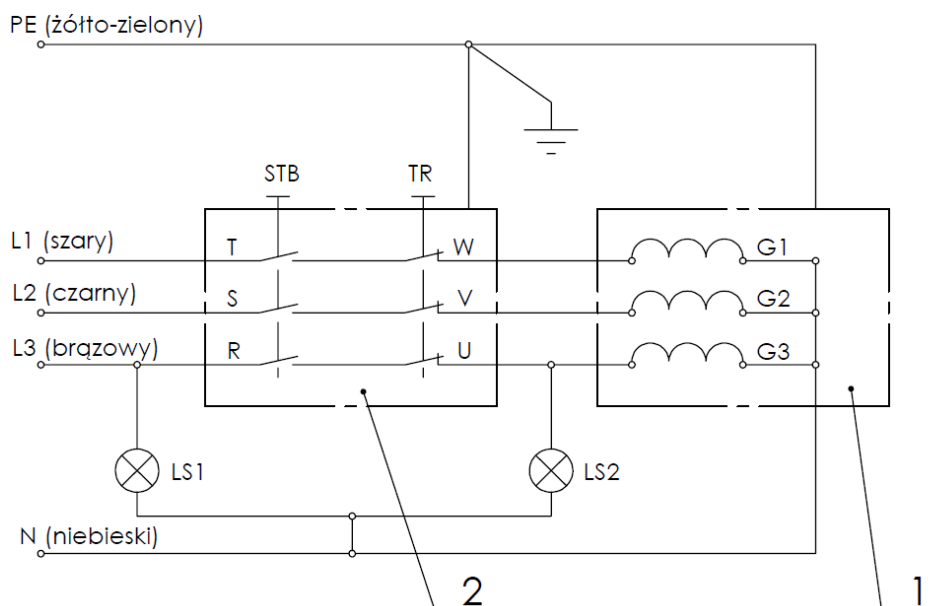 PE (żółto-zielony)
STB
TR
L1 (szary)
T
W
G1
L2 (czarny)
S
V
G2
L3 (brązowy)
R
U
G3
LS1
LS2
N (niebieski)
2
1